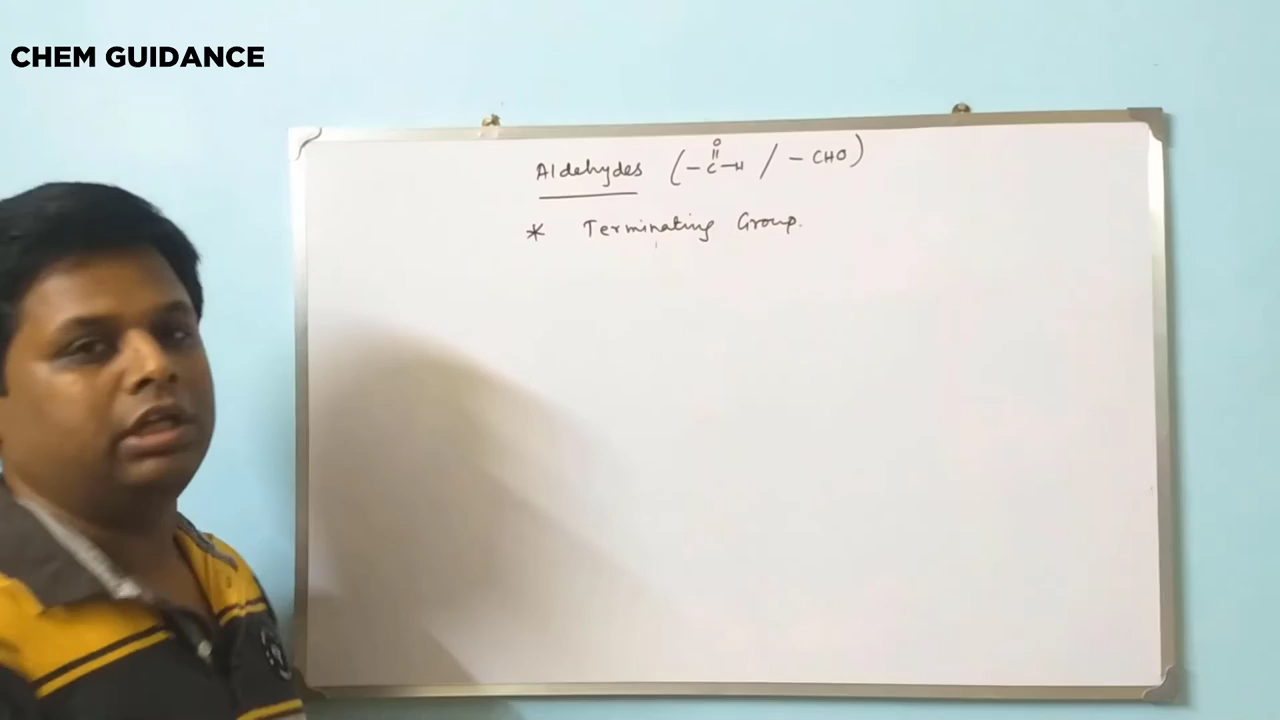 CHEM GUIDANCE
Aldehydes (-C(=O)-H / -CHO)
* Terminating Group.